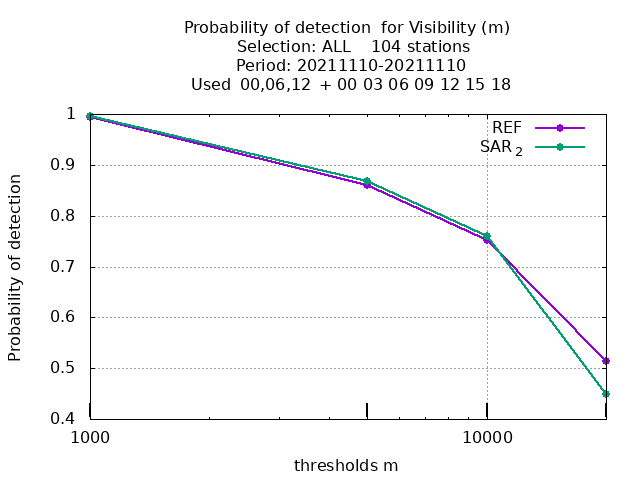 Probability of detection  for Visibility (m)
Selection: ALL    104 stations
Period: 20211110-20211110
Used  00,06,12  + 00 03 06 09 12 15 18
REF
SAR 2
1
0.9
0.8
0.7
0.6
0.5
0.4
Probability of detection
1000
10000
thresholds m